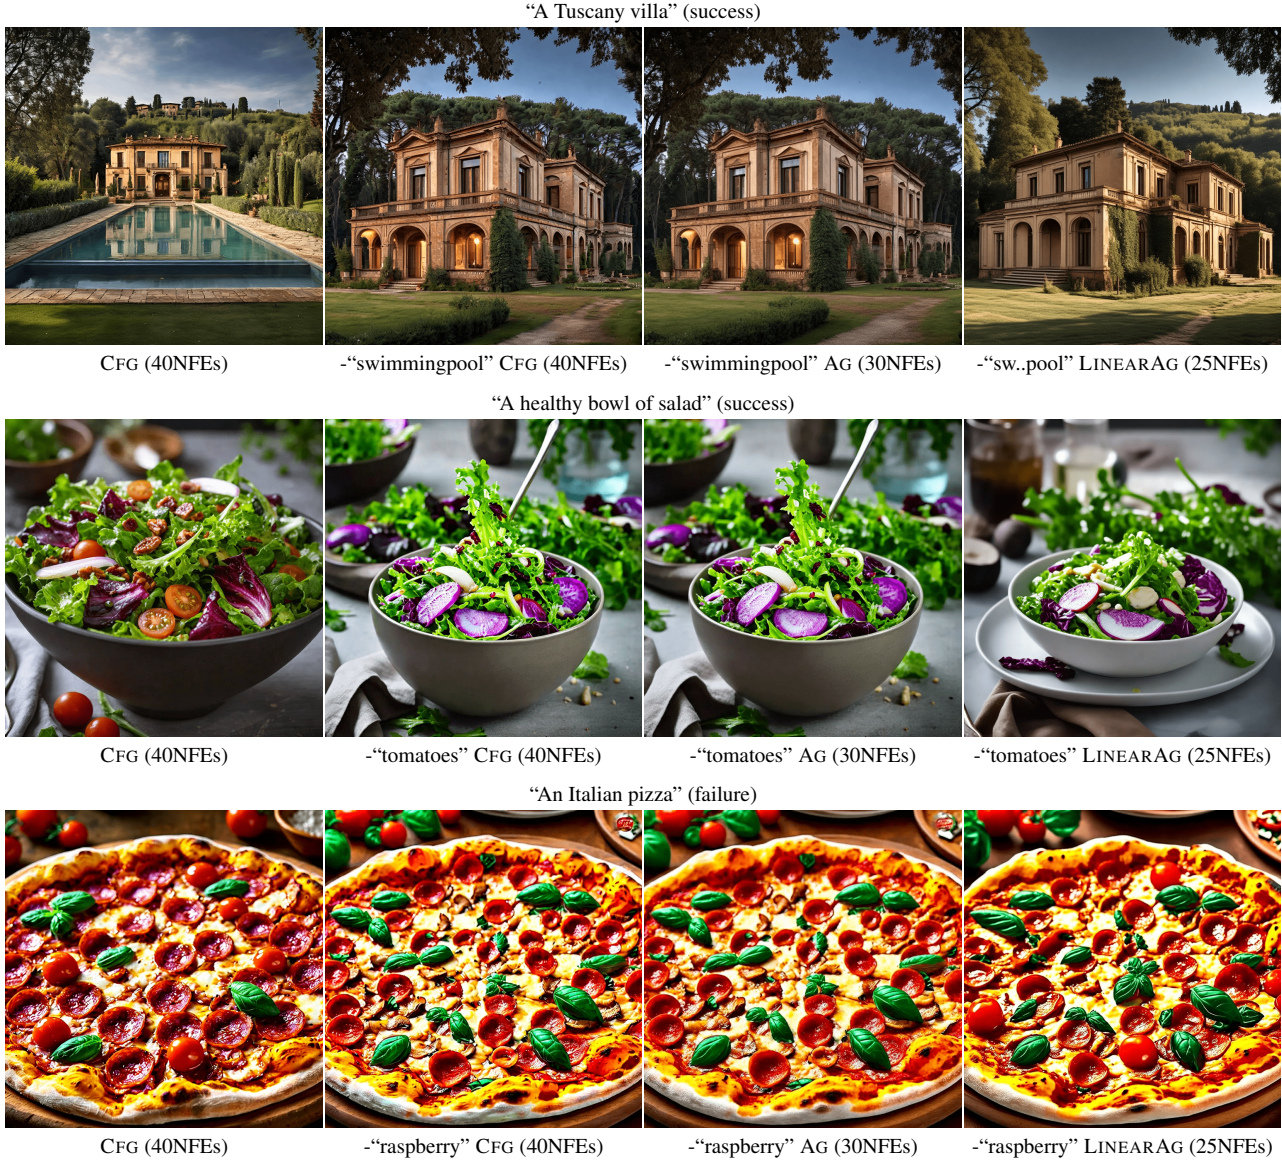 “A Tuscany villa” (success)
CFG (40NFEs)
-“swimmingpool” CFG (40NFEs)
-“swimmingpool” AG (30NFEs)
-“sw..pool” LINEARAG (25NFEs)
“A healthy bowl of salad” (success)
CFG (40NFEs)
-“tomatoes” CFG (40NFEs)
-“tomatoes” AG (30NFEs)
-“tomatoes” LINEARAG (25NFEs)
“An Italian pizza” (failure)
CFG (40NFEs)
-“raspberry” CFG (40NFEs)
-“raspberry” AG (30NFEs)
-“raspberry” LINEARAG (25NFEs)